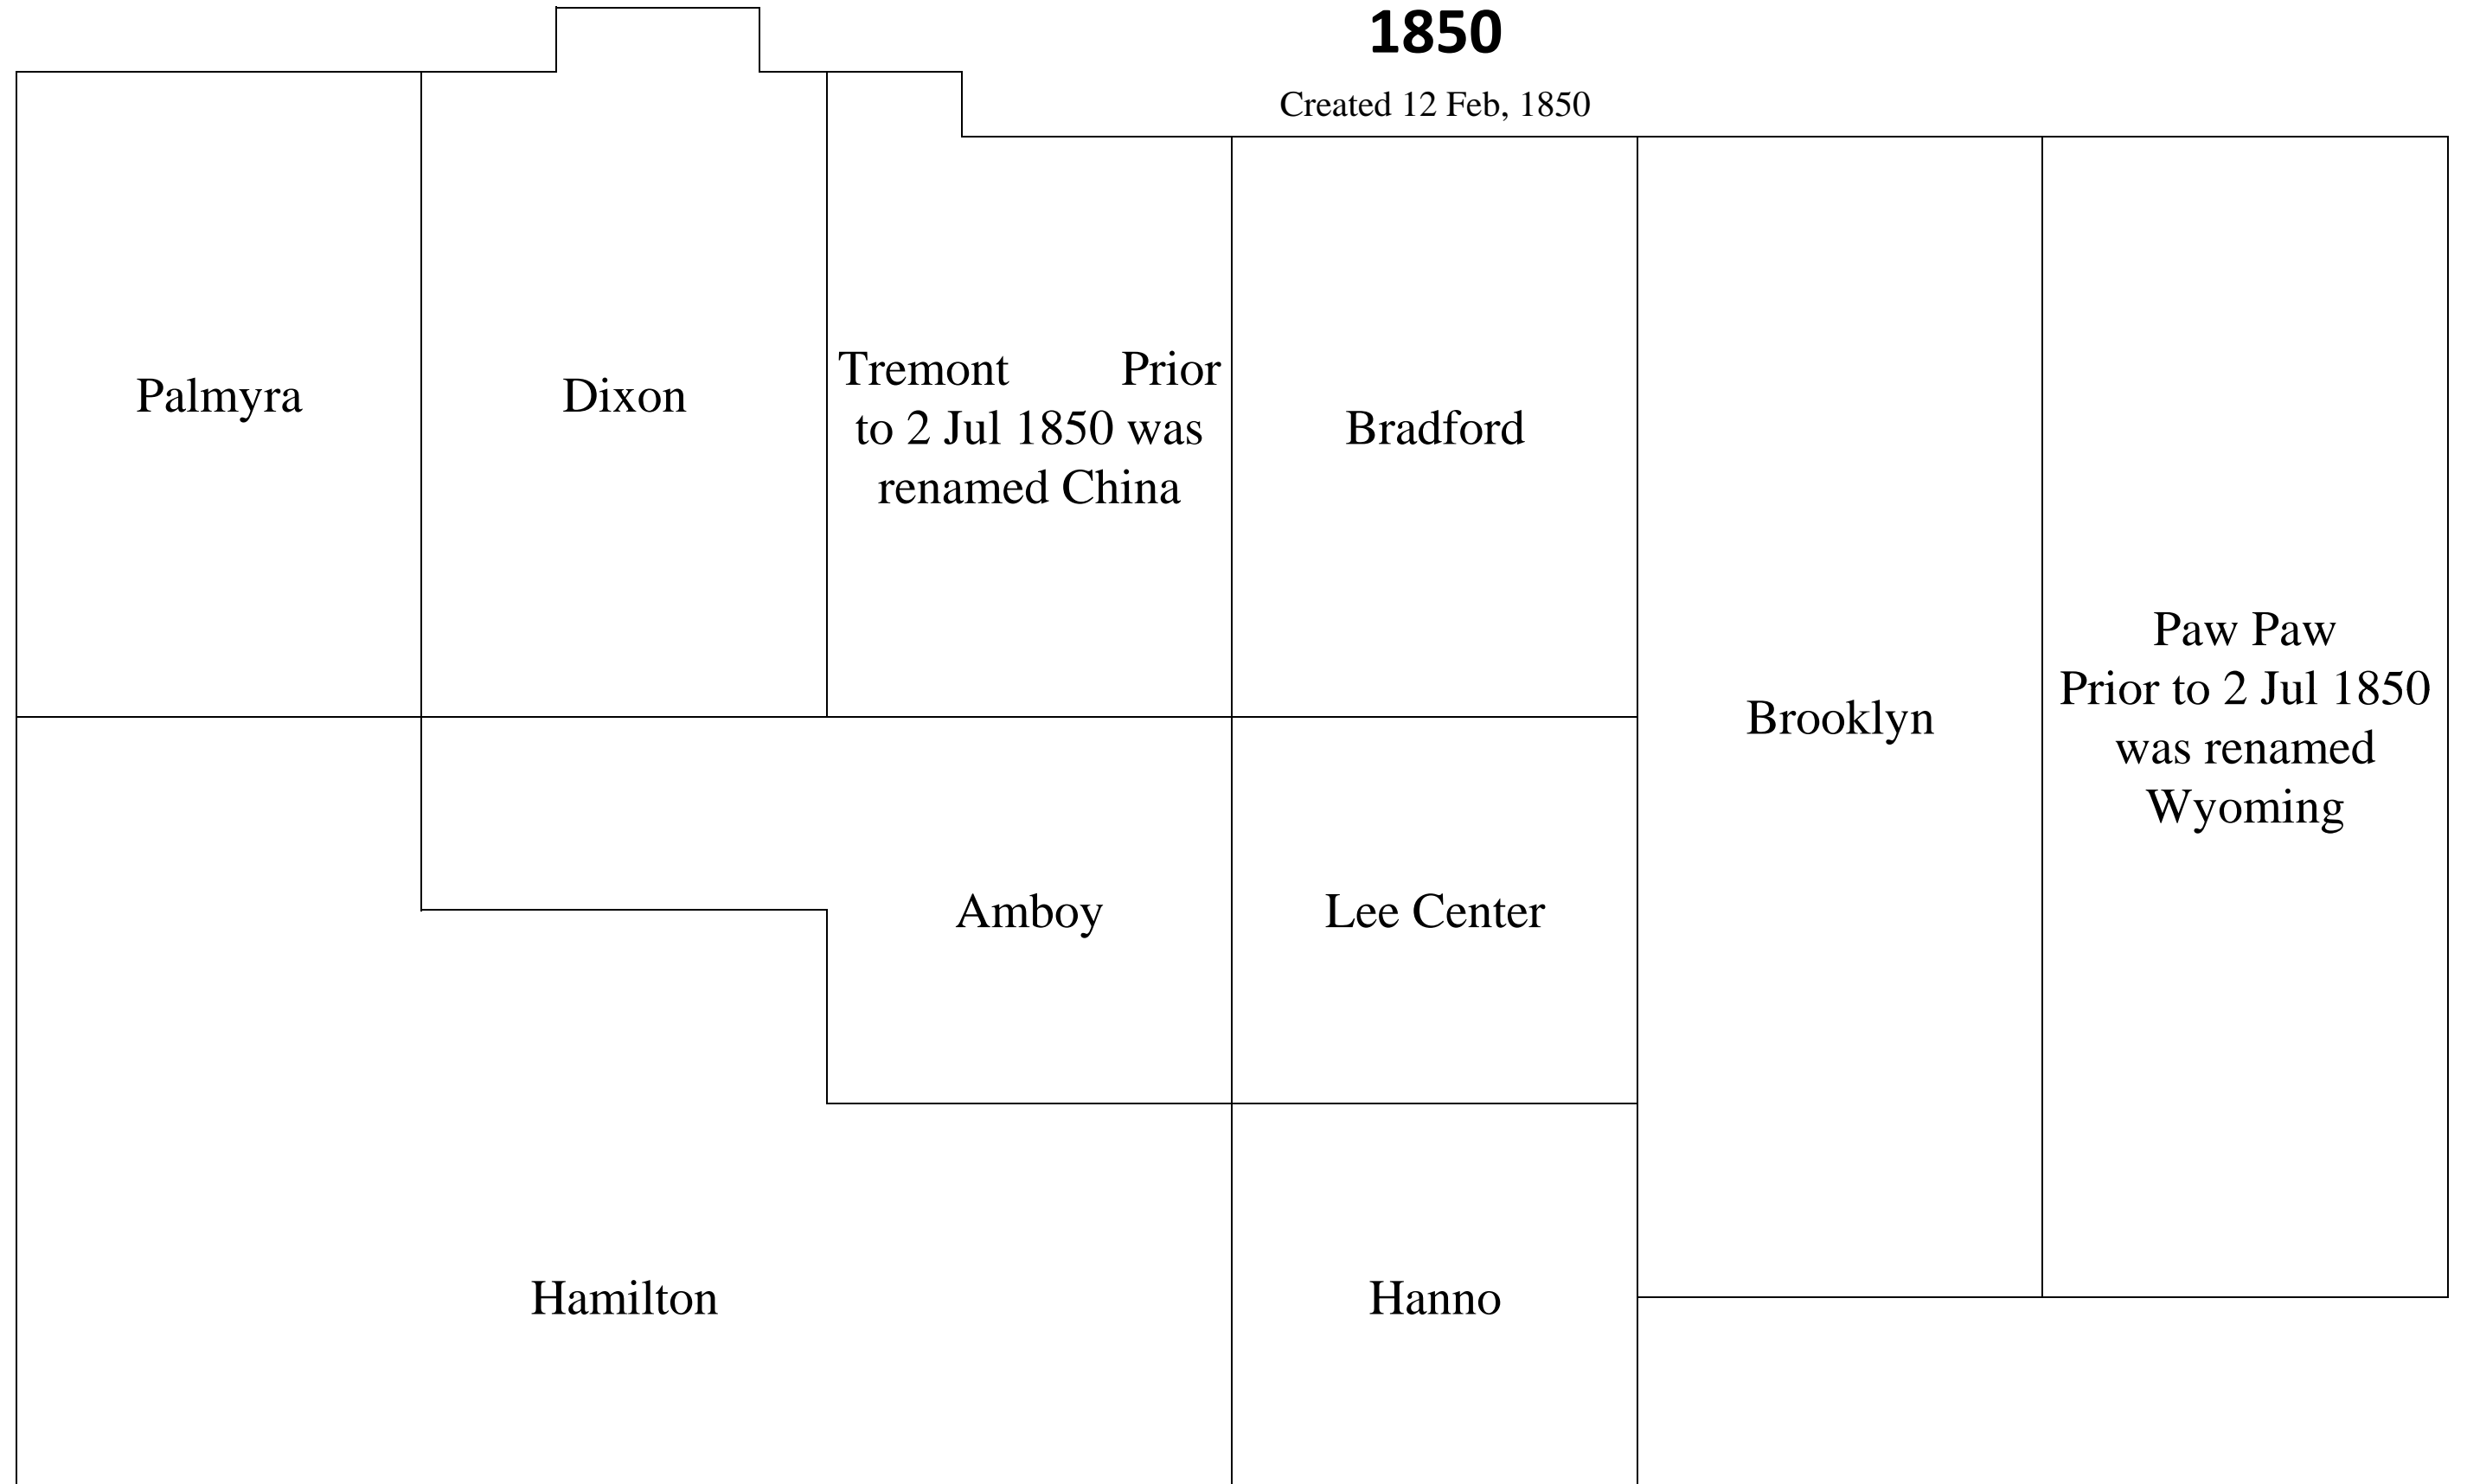 1850
Created 12 Feb, 1850
Palmyra
Dixon
Tremont Prior
to 2 Jul 1850 was
renamed China
Bradford
Brooklyn
Paw Paw
Prior to 2 Jul 1850
was renamed
Wyoming
Amboy
Lee Center
Hamilton
Hanno